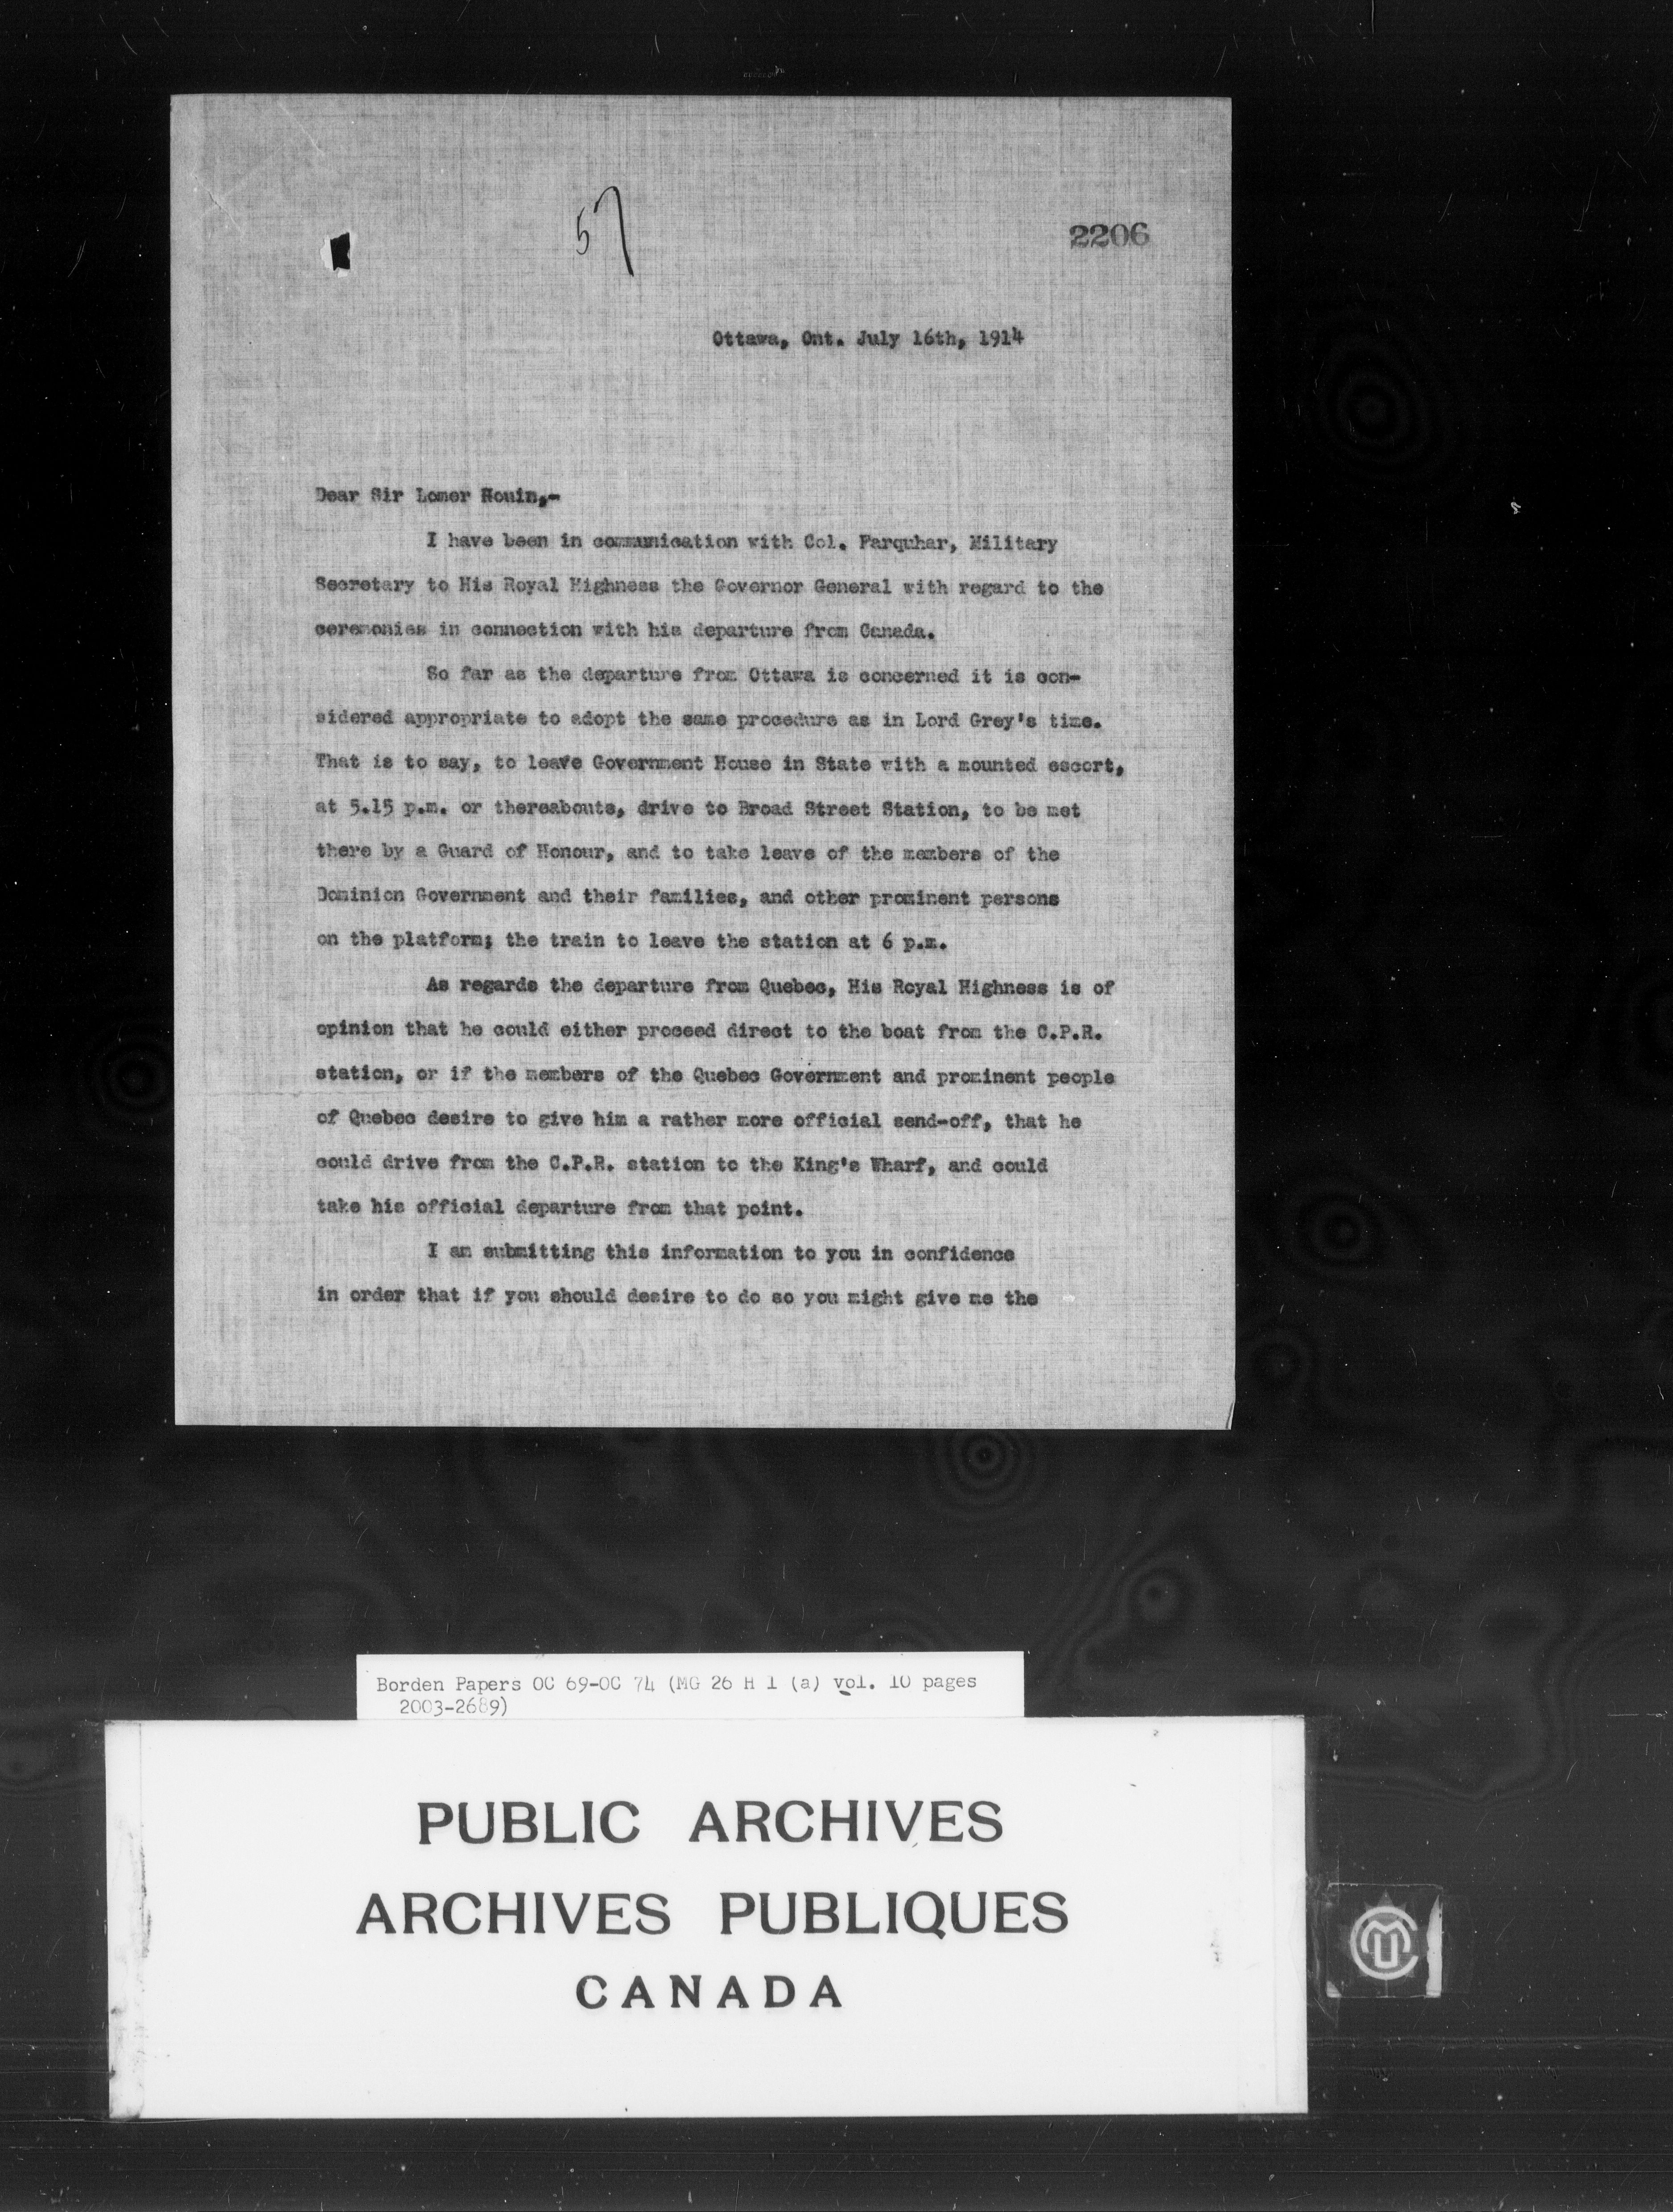 57
2206
Ottawa, Ont. July 16th, 1914
Dear Sir Lomer Gouin,-
I have been in communication with Col. Farquhar, Military
Secretary to His Royal Highness the Governor General with regard to the
ceremonies in connection with his departure from Canada.
So far as the departure from Ottawa is concerned it is con-
sidered appropriate to adopt the same procedure as in Lord Grey's time.
That is to say, to leave Government House in State with a mounted escort,
at 5.15 p.m. or thereabouts, drive to Broad Street Station, to be met
there by a Guard of Honour, and to take leave of the members of the
Dominion Government and their families, and other prominent persons
on the platform; the train to leave the station at 6 p.m.
As regards the departure from Quebec, His Royal Highness is of
opinion that he could either proceed direct to the boat from the C.P.R.
station, or if the members of the Quebec Government and prominent people
of Quebec desire to give him a rather more official send-off, that he
could drive from the C.P.R. station to the King's Wharf, and could
take his official departure from that point.
I am submitting this information to you in confidence
in order that if you should desire to do so you might give me the
Borden Papers OC 69-OC 74 (MG 26 H 1 (a) vol. 10 pages
2003-2689)
PUBLIC ARCHIVES
ARCHIVES PUBLIQUES
CANADA